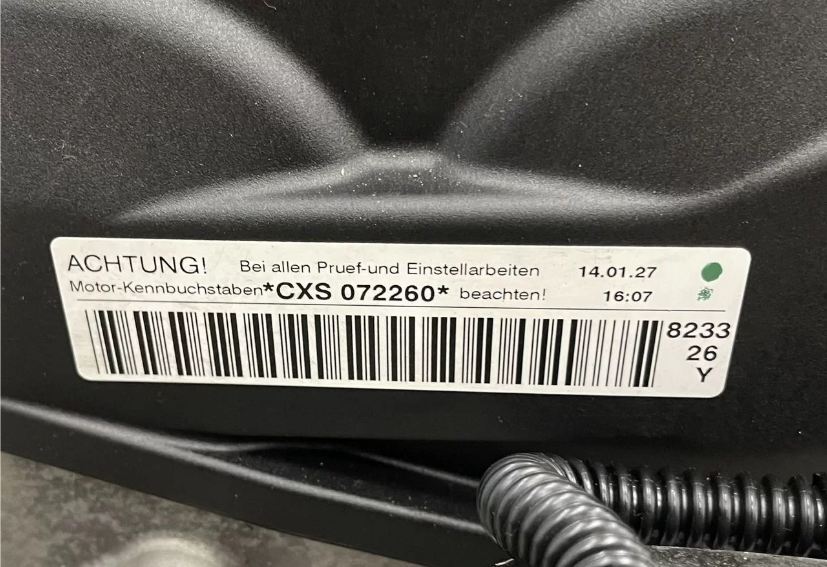 ACHTUNG! Bei allen Pruef-und Einstellarbeiten 14.01.27
Motor-Kennbuchstaben*CXS 072260* beachten! 16:07
8233
26
Y